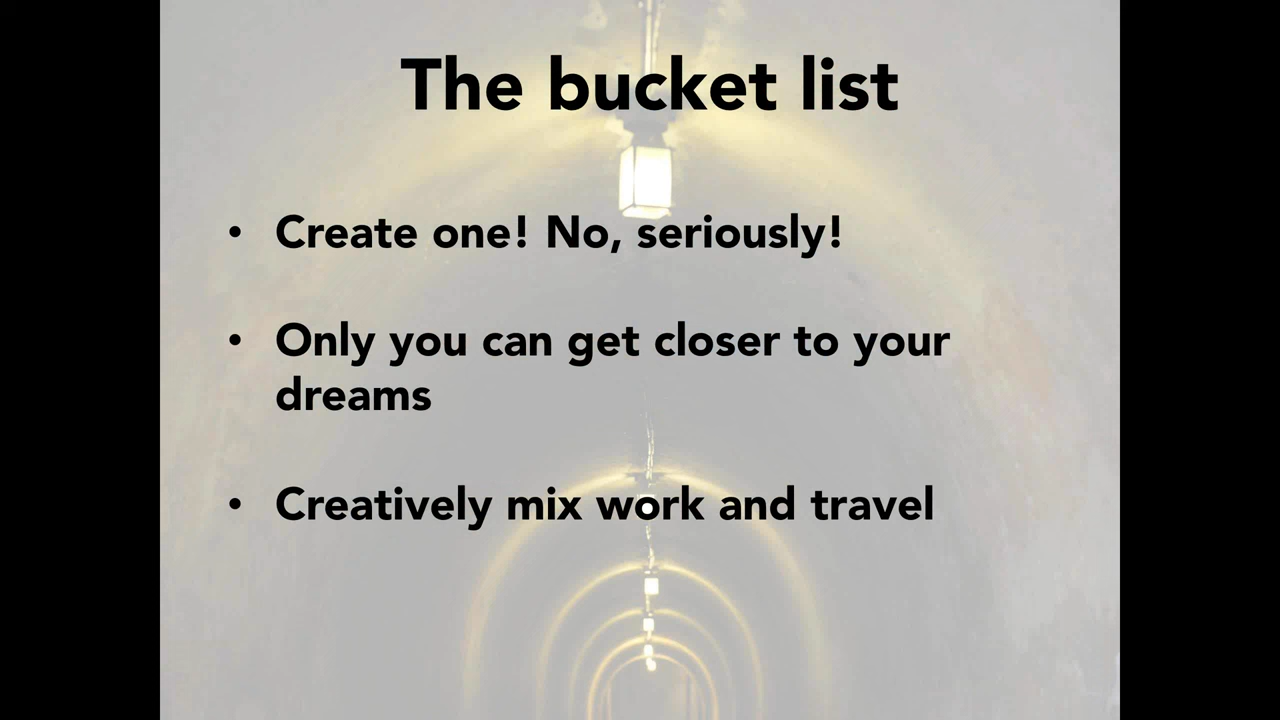 The bucket list
• Create one! No, seriously!
• Only you can get closer to your
dreams
• Creatively mix work and travel